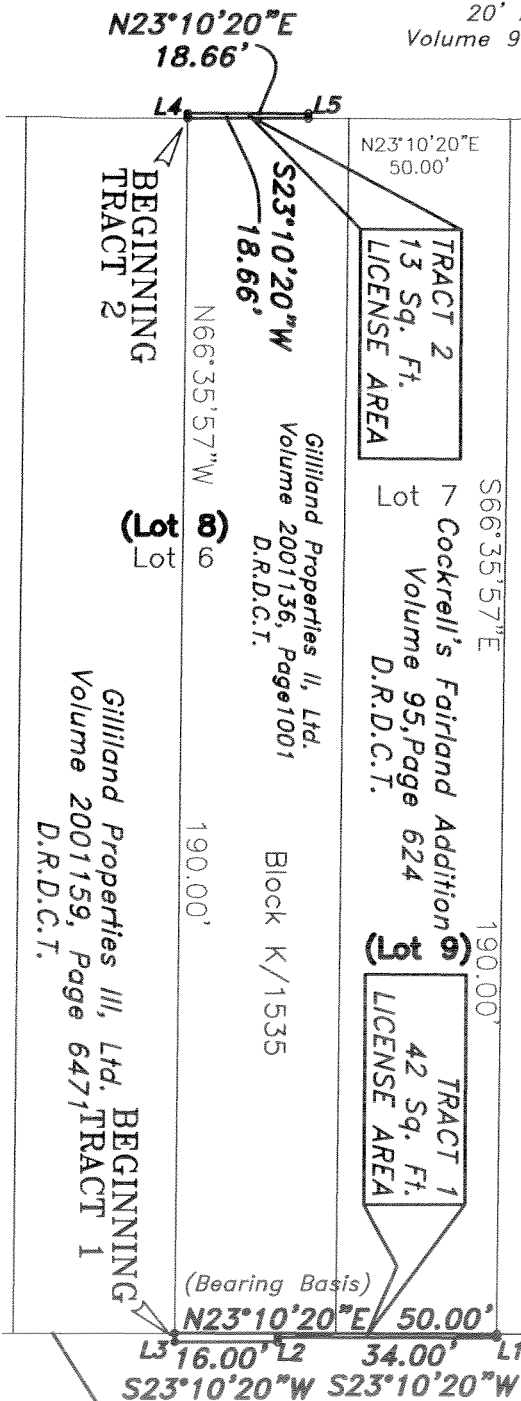 N23°10'20"E
18.66'
20'
Volume 9
L4
L5
N23°10'20"E
50.00'
BEGINNING
TRACT 2
S23°10'20"W
18.66'
TRACT 2
13 Sq. Ft.
LICENSE AREA
N66°35'57"W
190.00'
Gilliland Properties II, Ltd.
Volume 2001136, Page1001
D.R.D.C.T.
Lot 7
Cockrell's Fairland Addition
Volume 95,Page 624
D.R.D.C.T.
S66°35'57"E
190.00'
(Lot 8)
Lot 6
Gilliland Properties III, Ltd.
Volume 2001159, Page 6471
D.R.D.C.T.
Block K/1535
(Lot 9)
TRACT 1
42 Sq. Ft.
LICENSE AREA
BEGINNING
TRACT 1
(Bearing Basis)
N23°10'20"E 50.00'
L3 16.00' L2 34.00' L1
S23°10'20"W S23°10'20"W